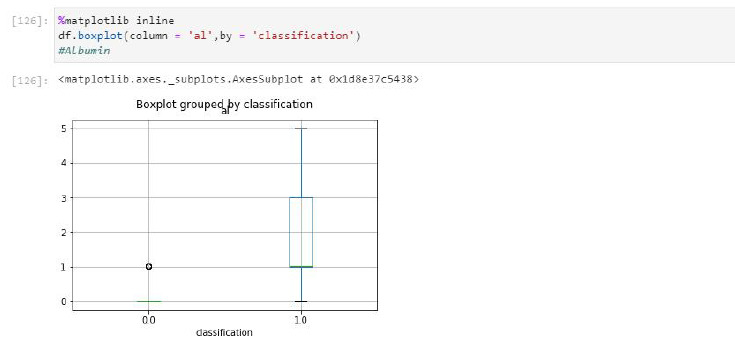 [126]: %matplotlib inline
df.boxplot(column = 'al',by = 'classification')
#Albumin
[126]: <matplotlib.axes._subplots.AxesSubplot at 0x1d8e37c5438>
Boxplot grouped by classification
al
5
4
3
2
1
0
0.0 1.0
classification